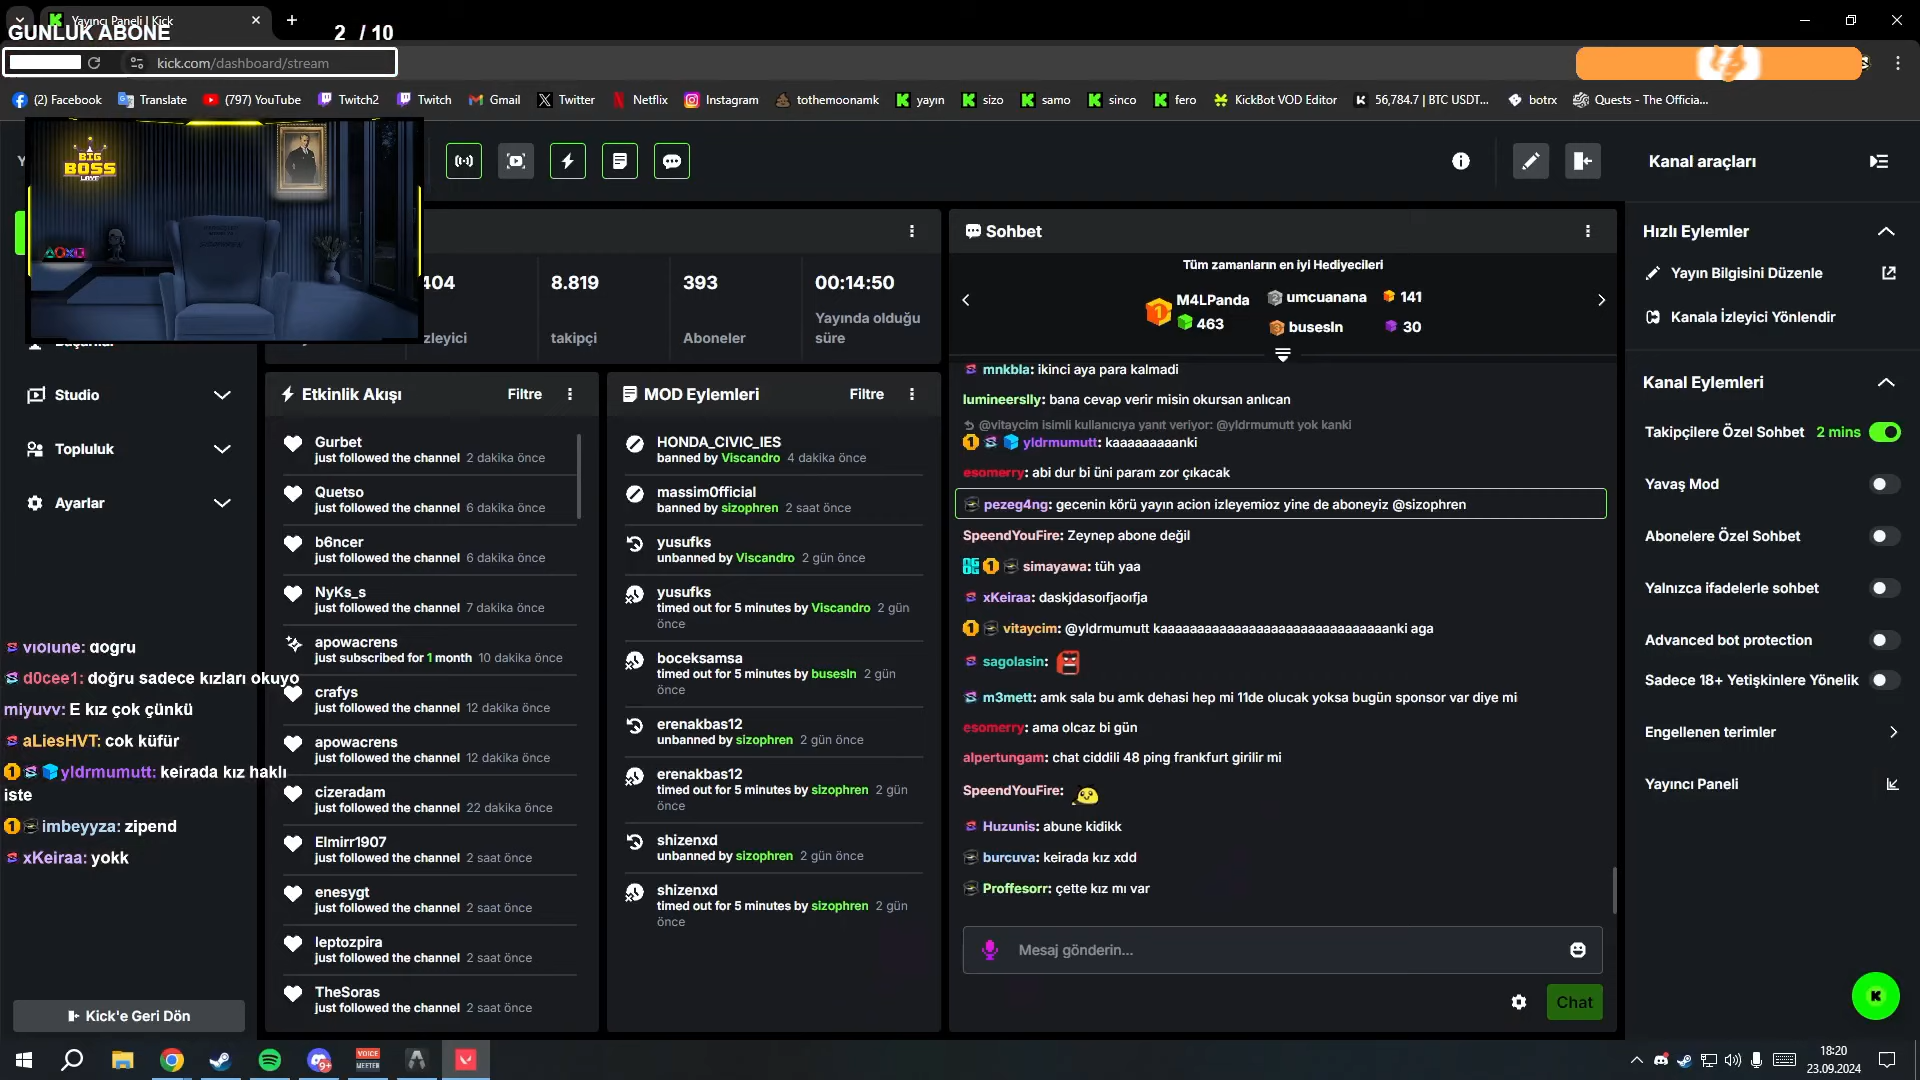 Yayıncı Paneli | Kick
GUNLUK ABONE 2 / 10
kick.com/dashboard/stream
(2) Facebook
Translate
(797) YouTube
Twitch2
Twitch
Gmail
Twitter
Netflix
Instagram
tothemoonamk
yayın
sizo
samo
sinco
fero
KickBot VOD Editor
56,784.7 | BTC USDT...
botrx
Quests - The Officia...
BIG
BOSS
Kanal araçları
404
8.819
393
00:14:50
zleyici
takipçi
Aboneler
Yayında olduğu
süre
Studio
Topluluk
Ayarlar
violune: doğru
d0cee1: doğru sadece kızları okuyo
miyuvv: E kız çok çünkü
aLiesHVT: cok küfür
yldrmumutt: keirada kız haklı
iste
imbeyyza: zipend
xKeiraa: yokk
Kick'e Geri Dön
Etkinlik Akışı
Filtre
Gurbet
just followed the channel 2 dakika önce
Quetso
just followed the channel 6 dakika önce
b6ncer
just followed the channel 6 dakika önce
NyKs_s
just followed the channel 7 dakika önce
apowacrens
just subscribed for 1 month 10 dakika önce
crafys
just followed the channel 12 dakika önce
apowacrens
just followed the channel 12 dakika önce
cizeradam
just followed the channel 22 dakika önce
Elmirr1907
just followed the channel 2 saat önce
enesygt
just followed the channel 2 saat önce
leptozpira
just followed the channel 2 saat önce
TheSoras
just followed the channel 2 saat önce
MOD Eylemleri
Filtre
HONDA_CIVIC_IES
banned by Viscandro 4 dakika önce
massim0fficial
banned by sizophren 2 saat önce
yusufks
unbanned by Viscandro 2 gün önce
yusufks
timed out for 5 minutes by Viscandro 2 gün
önce
boceksamsa
timed out for 5 minutes by busesln 2 gün
önce
erenakbas12
unbanned by sizophren 2 gün önce
erenakbas12
timed out for 5 minutes by sizophren 2 gün
önce
shizenxd
unbanned by sizophren 2 gün önce
shizenxd
timed out for 5 minutes by sizophren 2 gün
önce
Sohbet
Tüm zamanların en iyi Hediyecileri
1 M4LPanda 463
2 umcuanana 141
3 busesln 30
mnkbla: ikinci aya para kalmadi
lumineerslly: bana cevap verir misin okursan anlıcan
@vitaycim isimli kullanıcıya yanıt veriyor: @yldrmumutt yok kanki
yldrmumutt: kaaaaaaaaanki
esomerry: abi dur bi üni param zor çıkacak
pezeg4ng: gecenin körü yayın acion izleyemioz yine de aboneyiz @sizophren
SpeendYouFire: Zeynep abone değil
simayawa: tüh yaa
xKeiraa: daskjdasoıfjaoıfja
vitaycim: @yldrmumutt kaaaaaaaaaaaaaaaaaaaaaaaaaaaaaaanki aga
sagolasin:
m3mett: amk sala bu amk dehasi hep mi 11de olucak yoksa bugün sponsor var diye mi
esomerry: ama olcaz bi gün
alpertungam: chat ciddili 48 ping frankfurt girilir mi
SpeendYouFire:
Huzunis: abune kidikk
burcuva: keirada kız xdd
Proffesorr: çette kız mı var
Mesaj gönderin...
Chat
Hızlı Eylemler
Yayın Bilgisini Düzenle
Kanala İzleyici Yönlendir
Kanal Eylemleri
Takipçilere Özel Sohbet 2 mins
Yavaş Mod
Abonelere Özel Sohbet
Yalnızca ifadelerle sohbet
Advanced bot protection
Sadece 18+ Yetişkinlere Yönelik
Engellenen terimler
Yayıncı Paneli
VOICE
MEETER
9+
18:20
23.09.2024